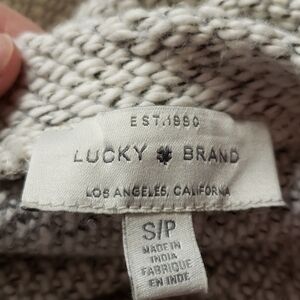 EST.1990
LUCKY BRAND
LOS ANGELES, CALIFORNIA
S/P
MADE IN
INDIA
FABRIQUE
EN INDE